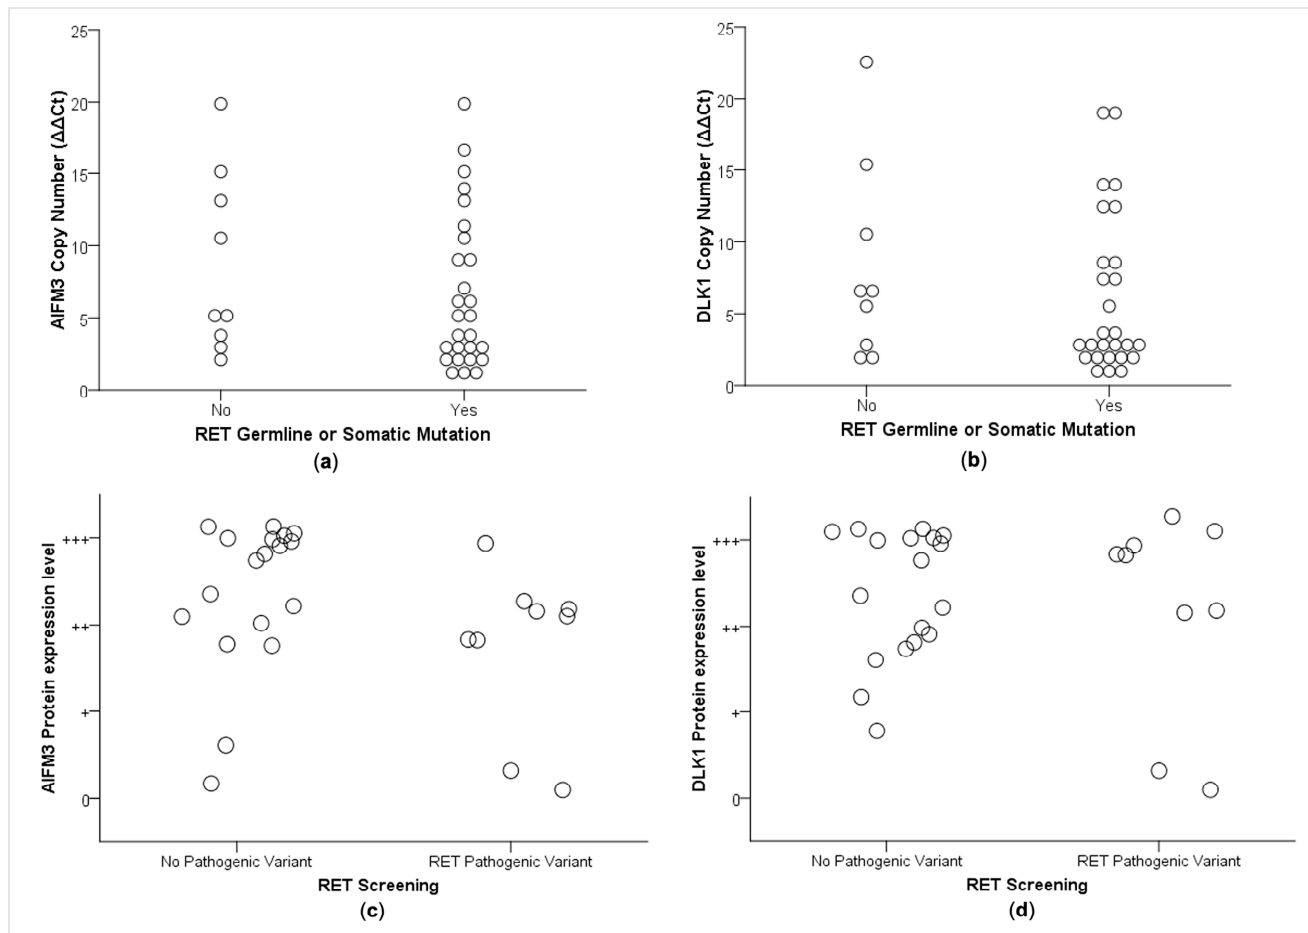 25
20
15
10
5
0
AIFM3 Copy Number (ΔΔCt)
No
Yes
RET Germline or Somatic Mutation
(a)
25
20
15
10
5
0
DLK1 Copy Number (ΔΔCt)
No
Yes
RET Germline or Somatic Mutation
(b)
+++
++
+
0
AIFM3 Protein expression level
No Pathogenic Variant
RET Pathogenic Variant
RET Screening
(c)
+++
++
+
0
DLK1 Protein expression level
No Pathogenic Variant
RET Pathogenic Variant
RET Screening
(d)